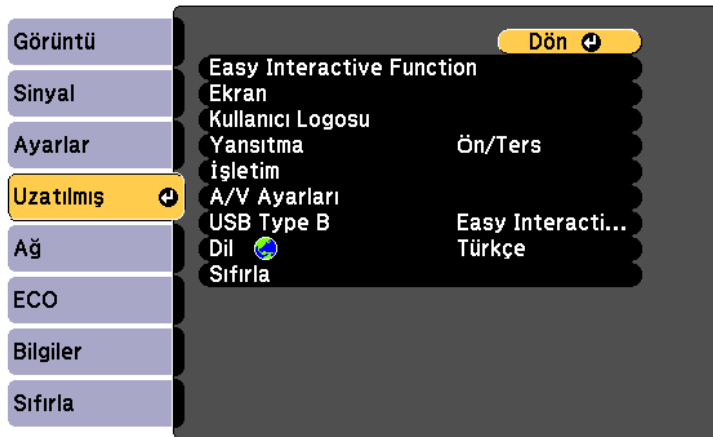 Görüntü
Sinyal
Ayarlar
Uzatılmış
Ağ
ECO
Bilgiler
Sıfırla
Dön
Easy Interactive Function
Ekran
Kullanıcı Logosu
Yansıtma Ön/Ters
İşletim
A/V Ayarları
USB Type B Easy Interacti...
Dil Türkçe
Sıfırla